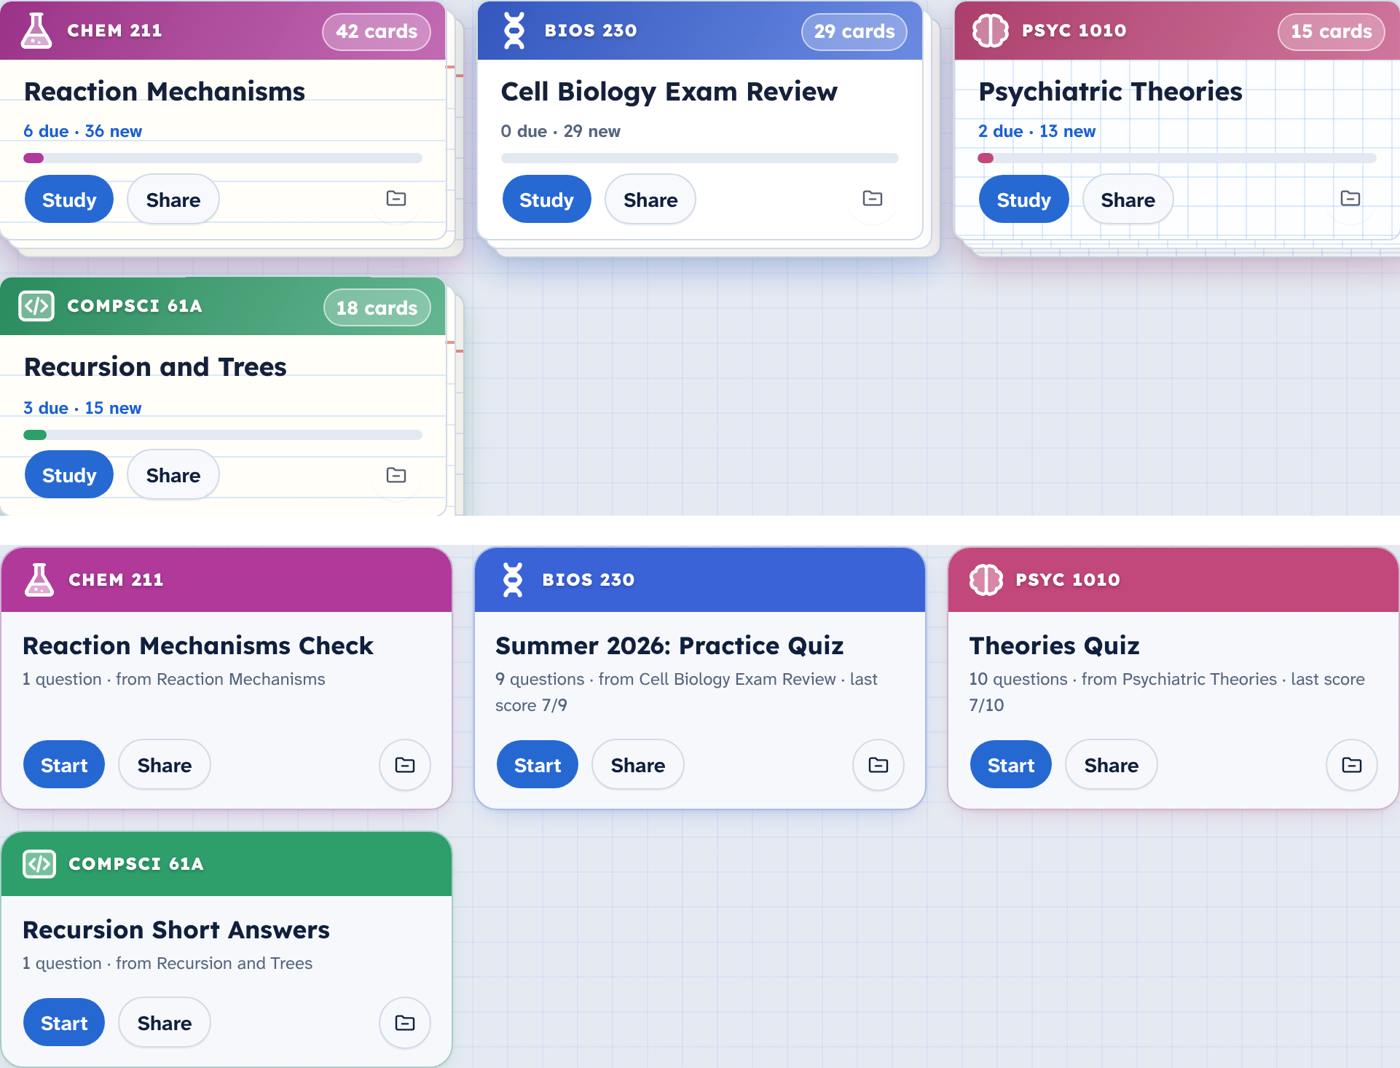 CHEM 211
42 cards
Reaction Mechanisms
6 due · 36 new
Study
Share
BIOS 230
29 cards
Cell Biology Exam Review
0 due · 29 new
Study
Share
PSYC 1010
15 cards
Psychiatric Theories
2 due · 13 new
Study
Share
COMPSCI 61A
18 cards
Recursion and Trees
3 due · 15 new
Study
Share
CHEM 211
Reaction Mechanisms Check
1 question · from Reaction Mechanisms
Start
Share
BIOS 230
Summer 2026: Practice Quiz
9 questions · from Cell Biology Exam Review · last
score 7/9
Start
Share
PSYC 1010
Theories Quiz
10 questions · from Psychiatric Theories · last score
7/10
Start
Share
COMPSCI 61A
Recursion Short Answers
1 question · from Recursion and Trees
Start
Share